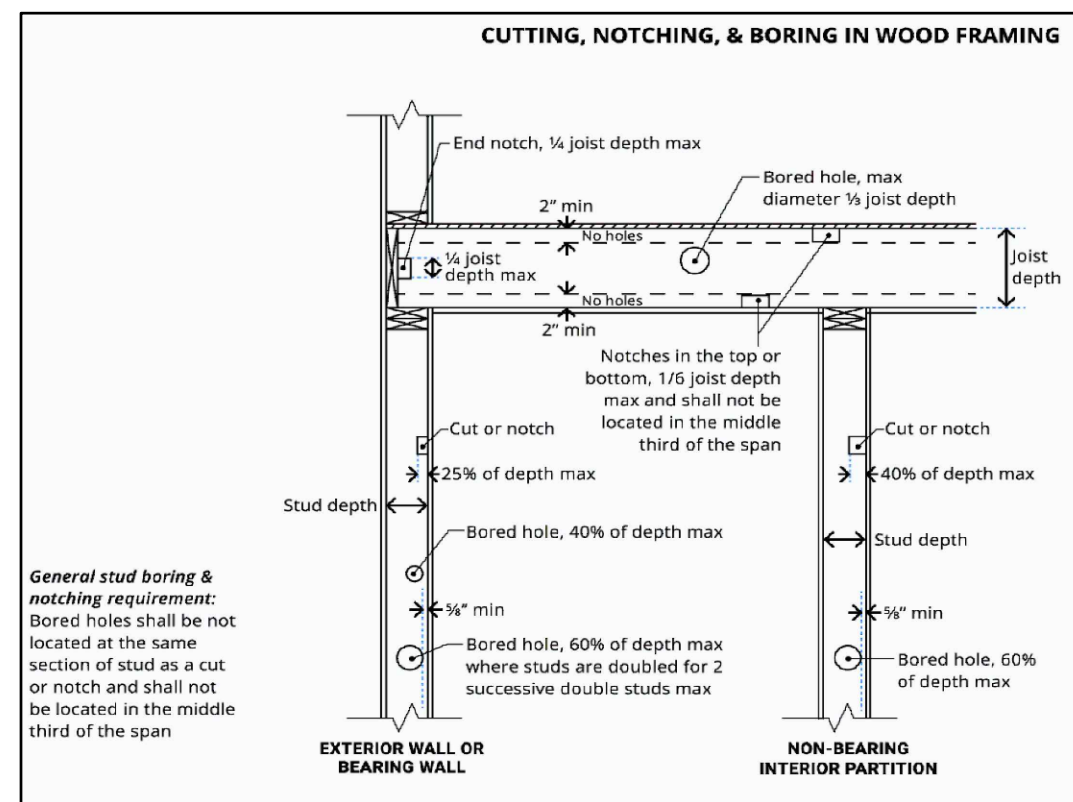 CUTTING, NOTCHING, & BORING IN WOOD FRAMING
End notch, ¼ joist depth max
Bored hole, max
diameter ⅓ joist depth
2" min
No holes
¼ joist
depth max
Joist
depth
No holes
2" min
Notches in the top or
bottom, 1/6 joist depth
max and shall not be
located in the middle
third of the span
Cut or notch
25% of depth max
Stud depth
Bored hole, 40% of depth max
⅝" min
Bored hole, 60% of depth max
where studs are doubled for 2
successive double studs max
Cut or notch
40% of depth max
Stud depth
⅝" min
Bored hole, 60%
of depth max
General stud boring &
notching requirement:
Bored holes shall be not
located at the same
section of stud as a cut
or notch and shall not
be located in the middle
third of the span
EXTERIOR WALL OR
BEARING WALL
NON-BEARING
INTERIOR PARTITION